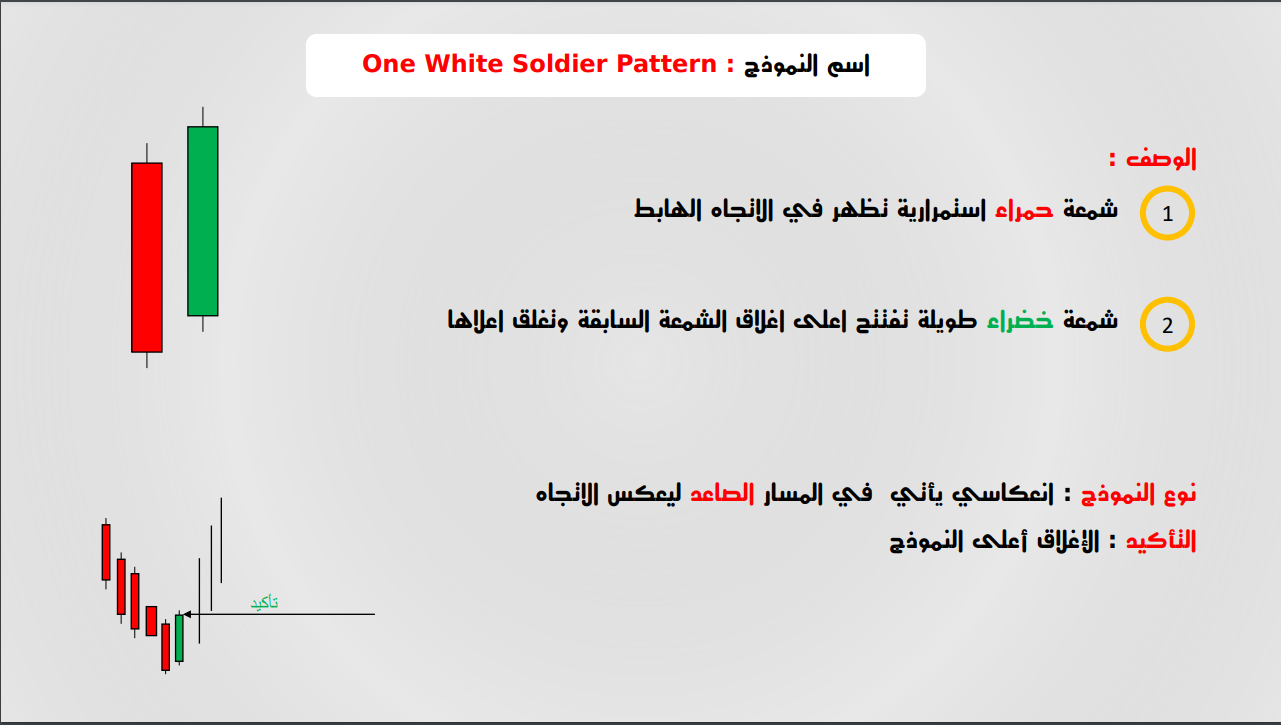 اسم النموذج : One White Soldier Pattern
الوصف :
1 شمعة حمراء استمرارية تظهر في الاتجاه الهابط
2 شمعة خضراء طويلة تفتتح اعلى اغلاق الشمعة السابقة وتغلق اعلاها
نوع النموذج : انعكاسي يأتي في المسار الصاعد ليعكس الاتجاه
التأكيد : الإغلاق أعلى النموذج
تأكيد